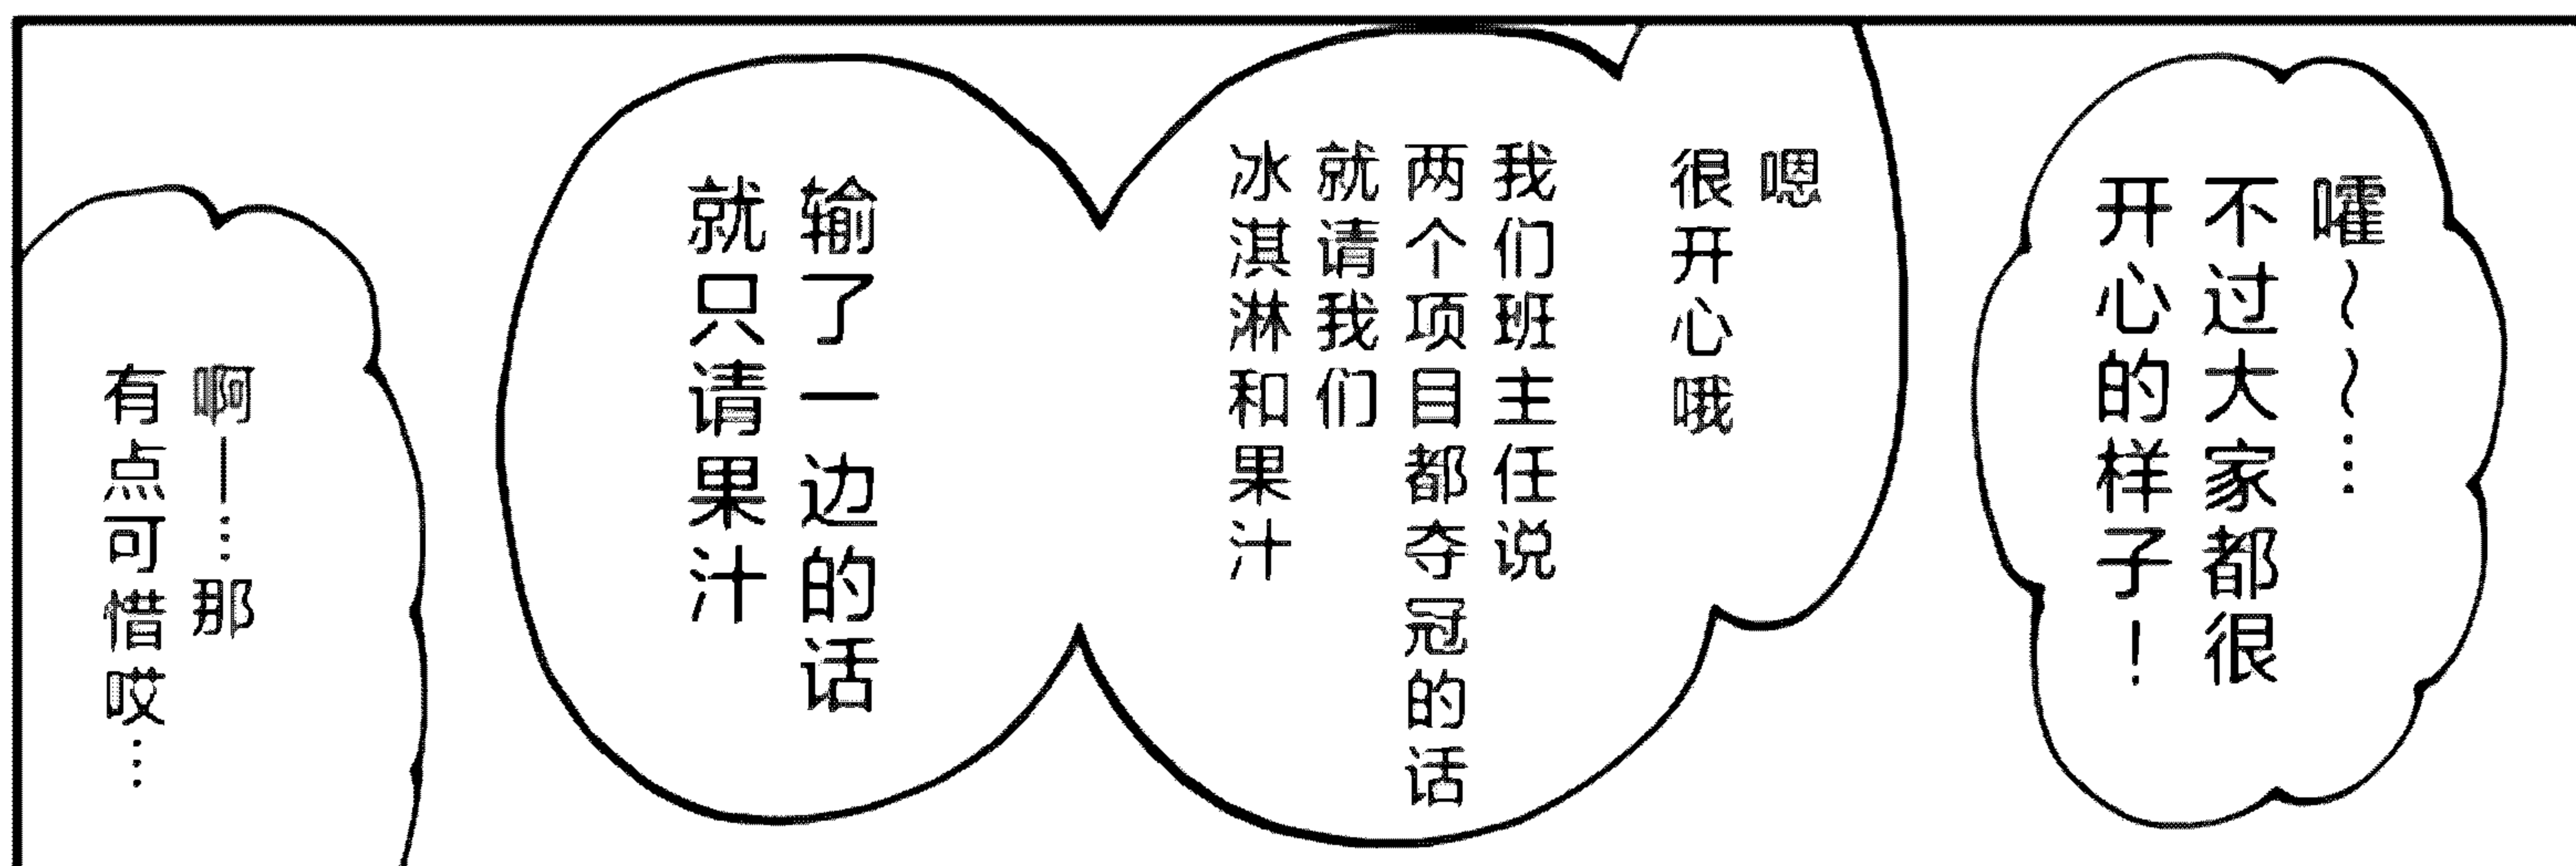 嚯～～…
不过大家都很
开心的样子！
嗯
很开心哦
我们班主任说
两个项目都夺冠的话
就请我们
冰淇淋和果汁
输了一边的话
就只请果汁
啊—…那
有点可惜哎…